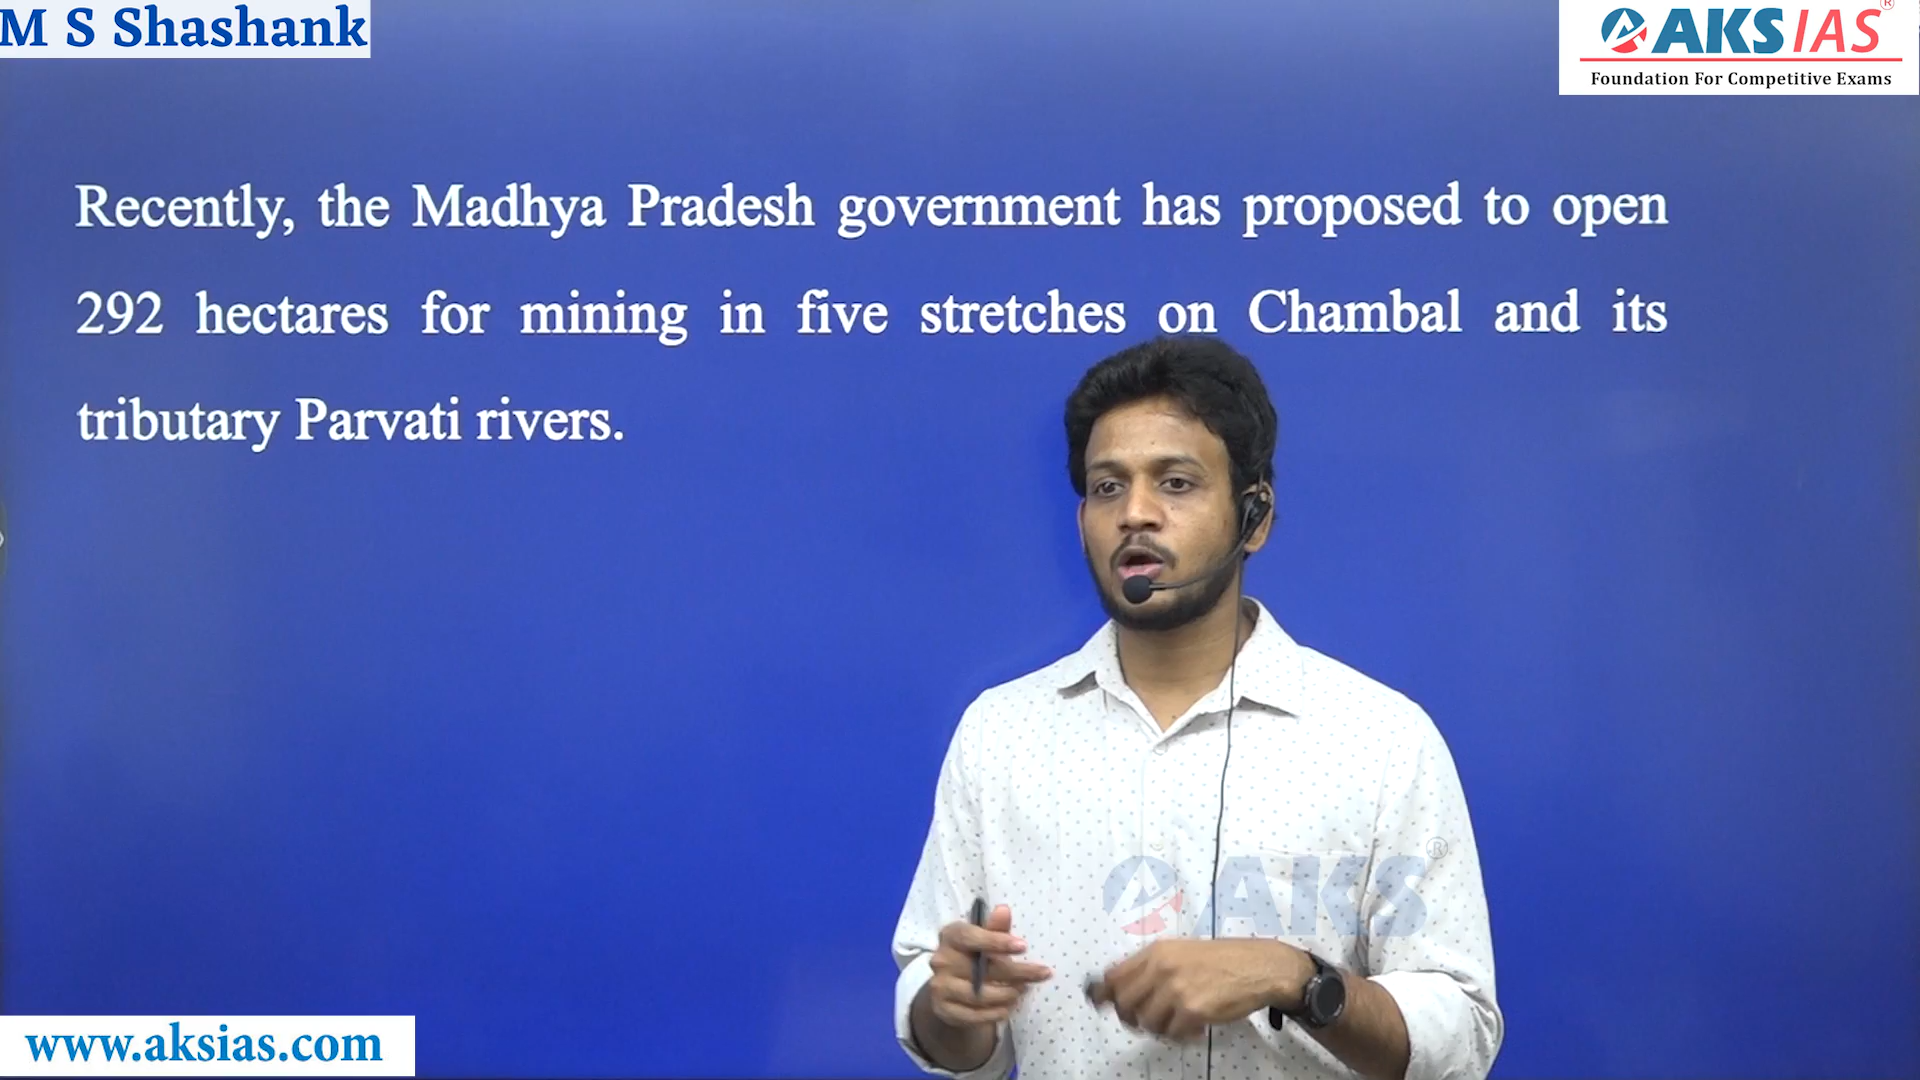 M S Shashank
AKS IAS ®
Foundation For Competitive Exams
Recently, the Madhya Pradesh government has proposed to open
292 hectares for mining in five stretches on Chambal and its
tributary Parvati rivers.
AKS ®
www.aksias.com